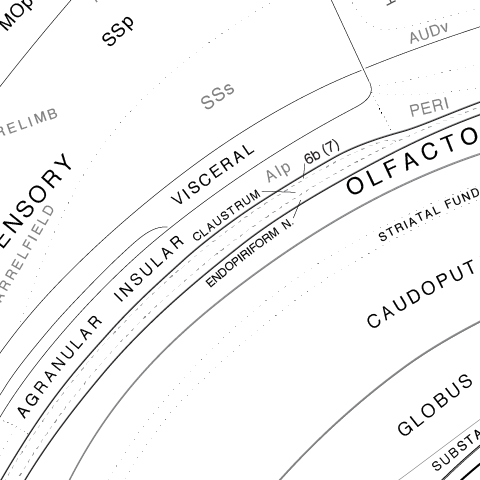 MOp
SSp
SSs
AUDv
PERI
RELIMB
ENSORY
ARRELFIELD
VISCERAL
AIp
6b (7)
CLAUSTRUM
ENDOPIRIFORM N.
AGRANULAR INSULAR
OLFACTO
STRIATAL FUND
CAUDOPUT
GLOBUS
SUBSTA